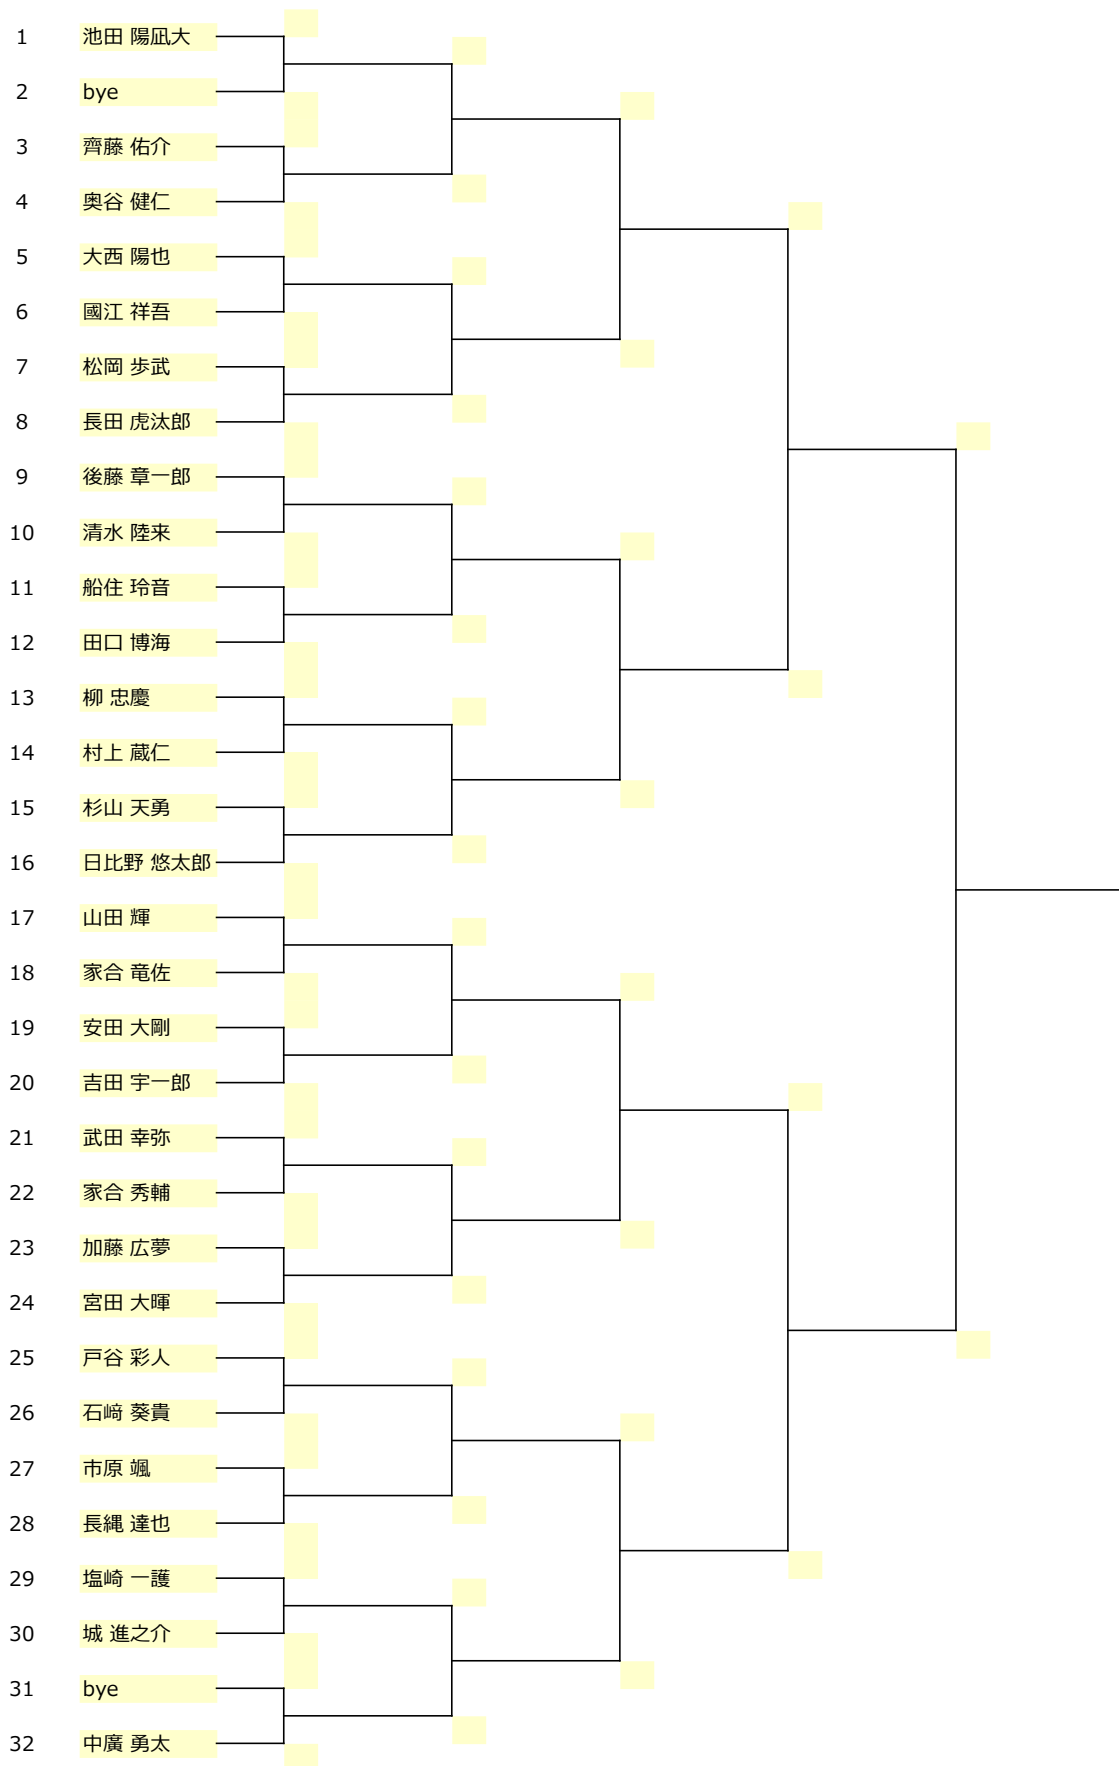 1 池田 陽凪大
2 bye
3 齊藤 佑介
4 奥谷 健仁
5 大西 陽也
6 國江 祥吾
7 松岡 歩武
8 長田 虎汰郎
9 後藤 章一郎
10 清水 陸来
11 船住 玲音
12 田口 博海
13 柳 忠慶
14 村上 蔵仁
15 杉山 天勇
16 日比野 悠太郎
17 山田 輝
18 家合 竜佐
19 安田 大剛
20 吉田 宇一郎
21 武田 幸弥
22 家合 秀輔
23 加藤 広夢
24 宮田 大暉
25 戸谷 彩人
26 石﨑 葵貴
27 市原 颯
28 長縄 達也
29 塩崎 一護
30 城 進之介
31 bye
32 中廣 勇太